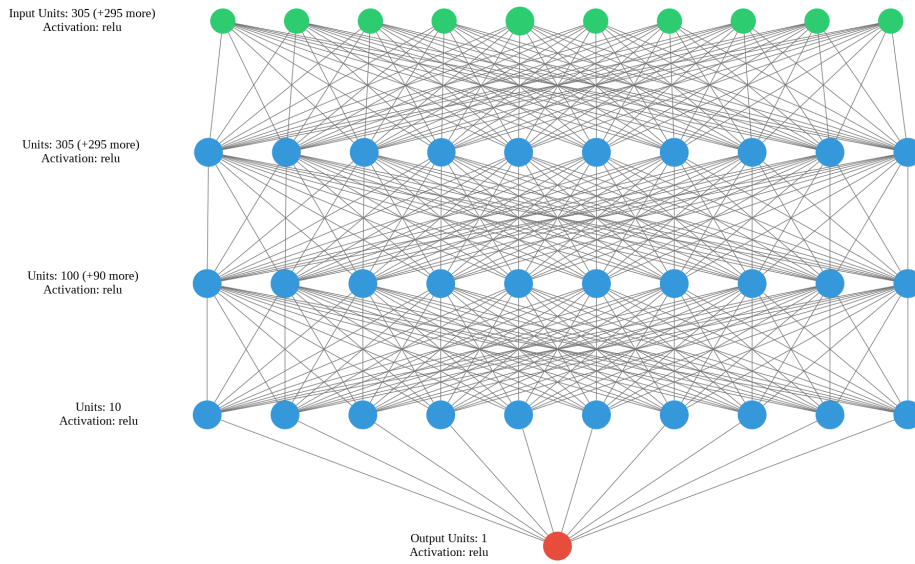 Input Units: 305 (+295 more)
Activation: relu
Units: 305 (+295 more)
Activation: relu
Units: 100 (+90 more)
Activation: relu
Units: 10
Activation: relu
Output Units: 1
Activation: relu